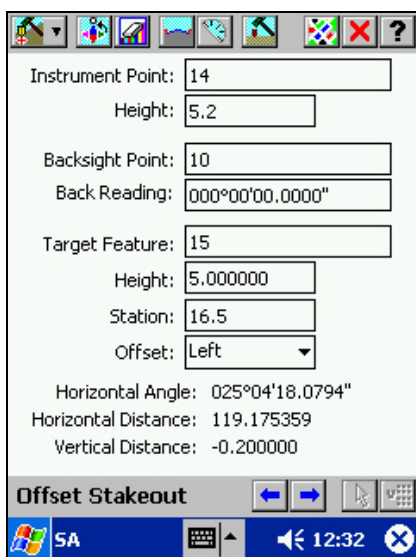 ?
Instrument Point: 14
Height: 5.2
Backsight Point: 10
Back Reading: 000°00'00.0000"
Target Feature: 15
Height: 5.000000
Station: 16.5
Offset: Left
Horizontal Angle: 025°04'18.0794"
Horizontal Distance: 119.175359
Vertical Distance: -0.200000
Offset Stakeout
SA 12:32